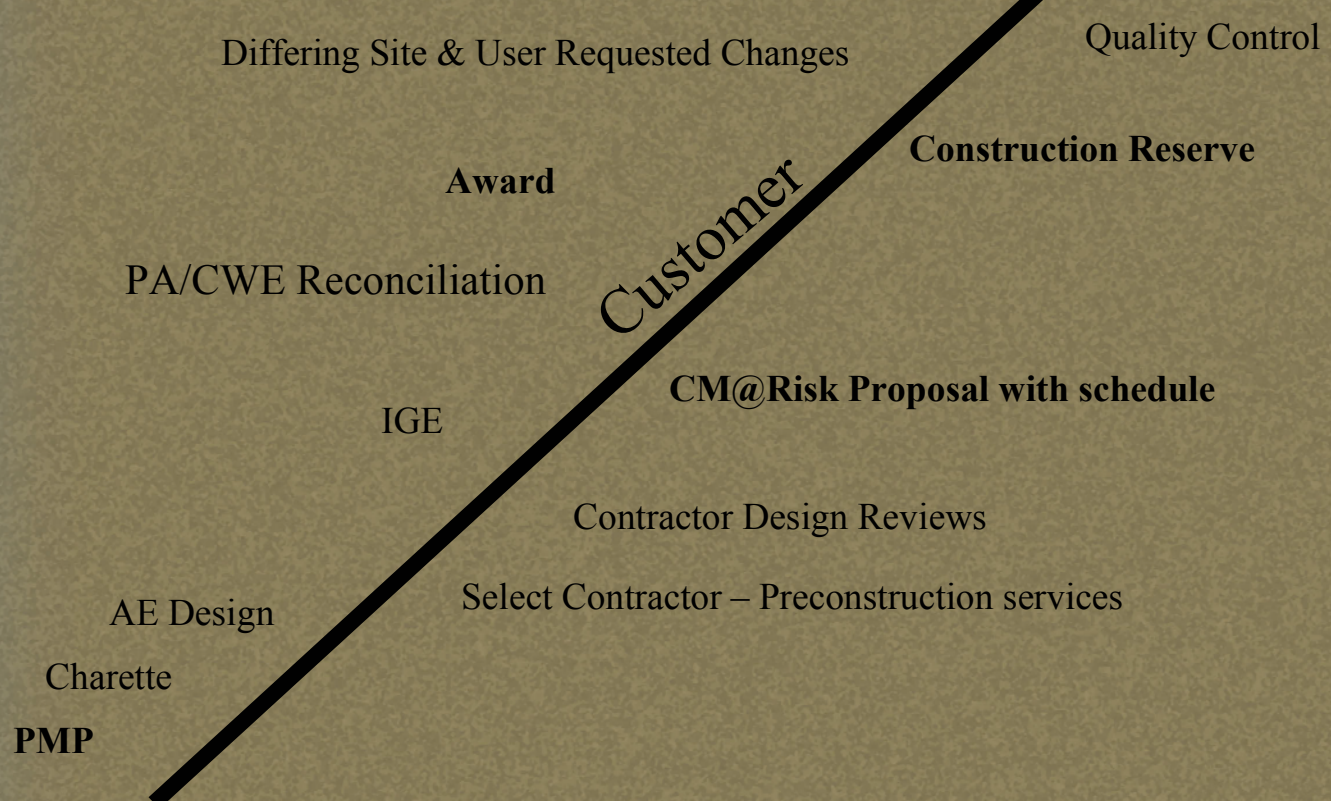 Differing Site & User Requested Changes
Quality Control
Construction Reserve
Award
Customer
PA/CWE Reconciliation
CM@Risk Proposal with schedule
IGE
Contractor Design Reviews
Select Contractor – Preconstruction services
AE Design
Charette
PMP